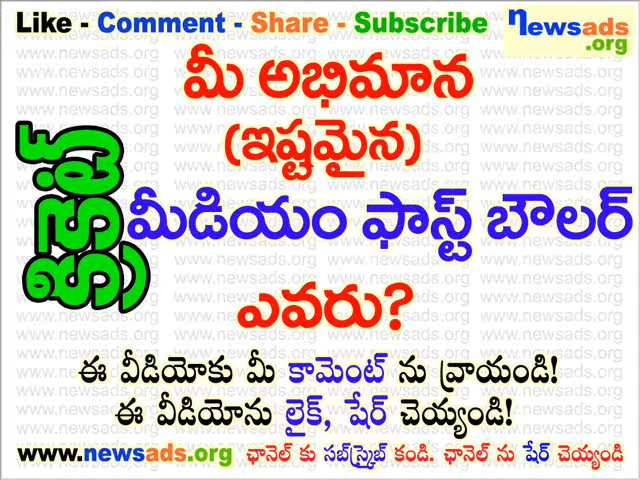 Like - Comment - Share - Subscribe
newsads
.org
మీ అభిమాన
(ఇష్టమైన)
క్రికెట్
మీడియం ఫాస్ట్ బౌలర్
ఎవరు?
ఈ వీడియోకు మీ కామెంట్ ను వ్రాయండి!
ఈ వీడియోను లైక్, షేర్ చెయ్యండి!
www.newsads.org ఛానెల్ కు సబ్‌స్క్రైబ్ కండి. ఛానెల్ ను షేర్ చెయ్యండి